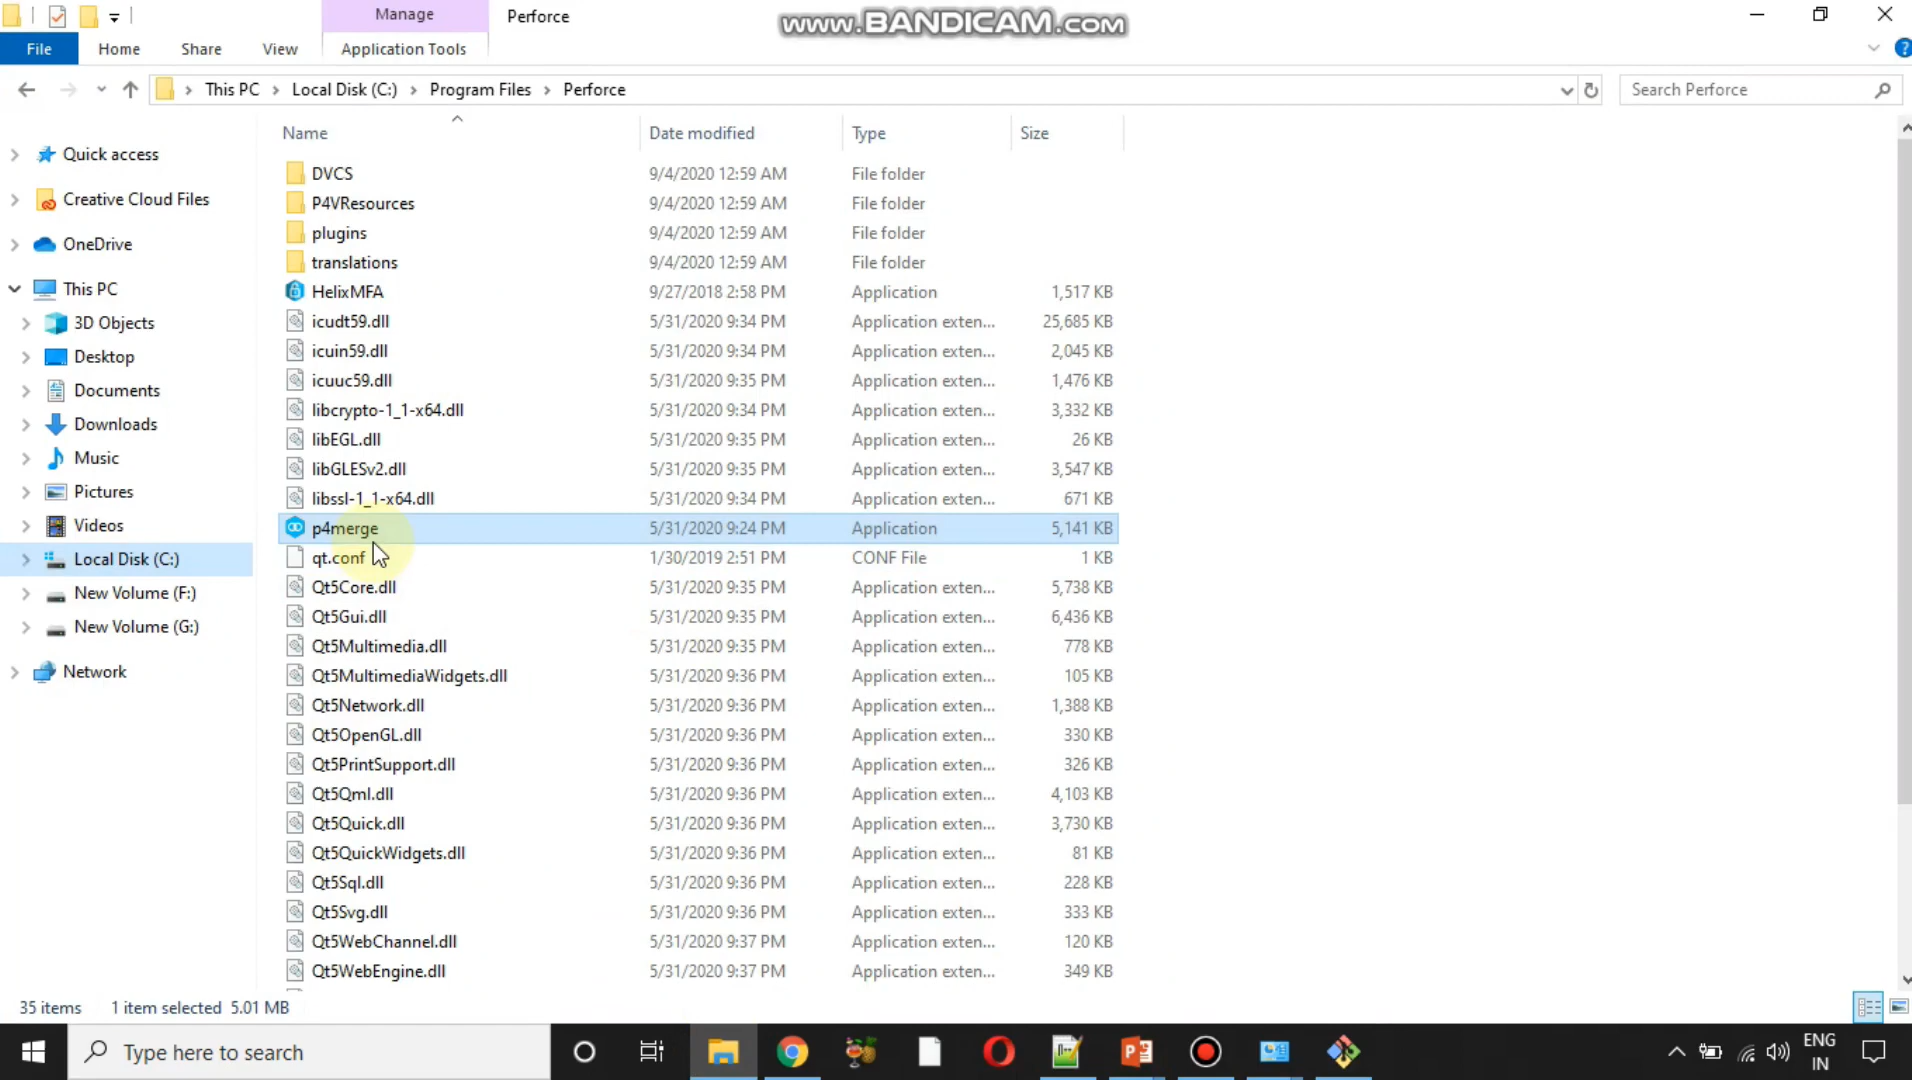 Manage
Perforce
www.BANDICAM.com
File
Home
Share
View
Application Tools
This PC
Local Disk (C:)
Program Files
Perforce
Search Perforce
Name
Date modified
Type
Size
Quick access
Creative Cloud Files
OneDrive
This PC
3D Objects
Desktop
Documents
Downloads
Music
Pictures
Videos
Local Disk (C:)
New Volume (F:)
New Volume (G:)
Network
DVCS 9/4/2020 12:59 AM File folder
P4VResources 9/4/2020 12:59 AM File folder
plugins 9/4/2020 12:59 AM File folder
translations 9/4/2020 12:59 AM File folder
HelixMFA 9/27/2018 2:58 PM Application 1,517 KB
icudt59.dll 5/31/2020 9:34 PM Application exten... 25,685 KB
icuin59.dll 5/31/2020 9:34 PM Application exten... 2,045 KB
icuuc59.dll 5/31/2020 9:35 PM Application exten... 1,476 KB
libcrypto-1_1-x64.dll 5/31/2020 9:34 PM Application exten... 3,332 KB
libEGL.dll 5/31/2020 9:35 PM Application exten... 26 KB
libGLESv2.dll 5/31/2020 9:35 PM Application exten... 3,547 KB
libssl-1_1-x64.dll 5/31/2020 9:34 PM Application exten... 671 KB
p4merge 5/31/2020 9:24 PM Application 5,141 KB
qt.conf 1/30/2019 2:51 PM CONF File 1 KB
Qt5Core.dll 5/31/2020 9:35 PM Application exten... 5,738 KB
Qt5Gui.dll 5/31/2020 9:35 PM Application exten... 6,436 KB
Qt5Multimedia.dll 5/31/2020 9:35 PM Application exten... 778 KB
Qt5MultimediaWidgets.dll 5/31/2020 9:36 PM Application exten... 105 KB
Qt5Network.dll 5/31/2020 9:36 PM Application exten... 1,388 KB
Qt5OpenGL.dll 5/31/2020 9:36 PM Application exten... 330 KB
Qt5PrintSupport.dll 5/31/2020 9:36 PM Application exten... 326 KB
Qt5Qml.dll 5/31/2020 9:36 PM Application exten... 4,103 KB
Qt5Quick.dll 5/31/2020 9:36 PM Application exten... 3,730 KB
Qt5QuickWidgets.dll 5/31/2020 9:36 PM Application exten... 81 KB
Qt5Sql.dll 5/31/2020 9:36 PM Application exten... 228 KB
Qt5Svg.dll 5/31/2020 9:36 PM Application exten... 333 KB
Qt5WebChannel.dll 5/31/2020 9:37 PM Application exten... 120 KB
Qt5WebEngine.dll 5/31/2020 9:37 PM Application exten... 349 KB
35 items
1 item selected 5.01 MB
Type here to search
ENG
IN